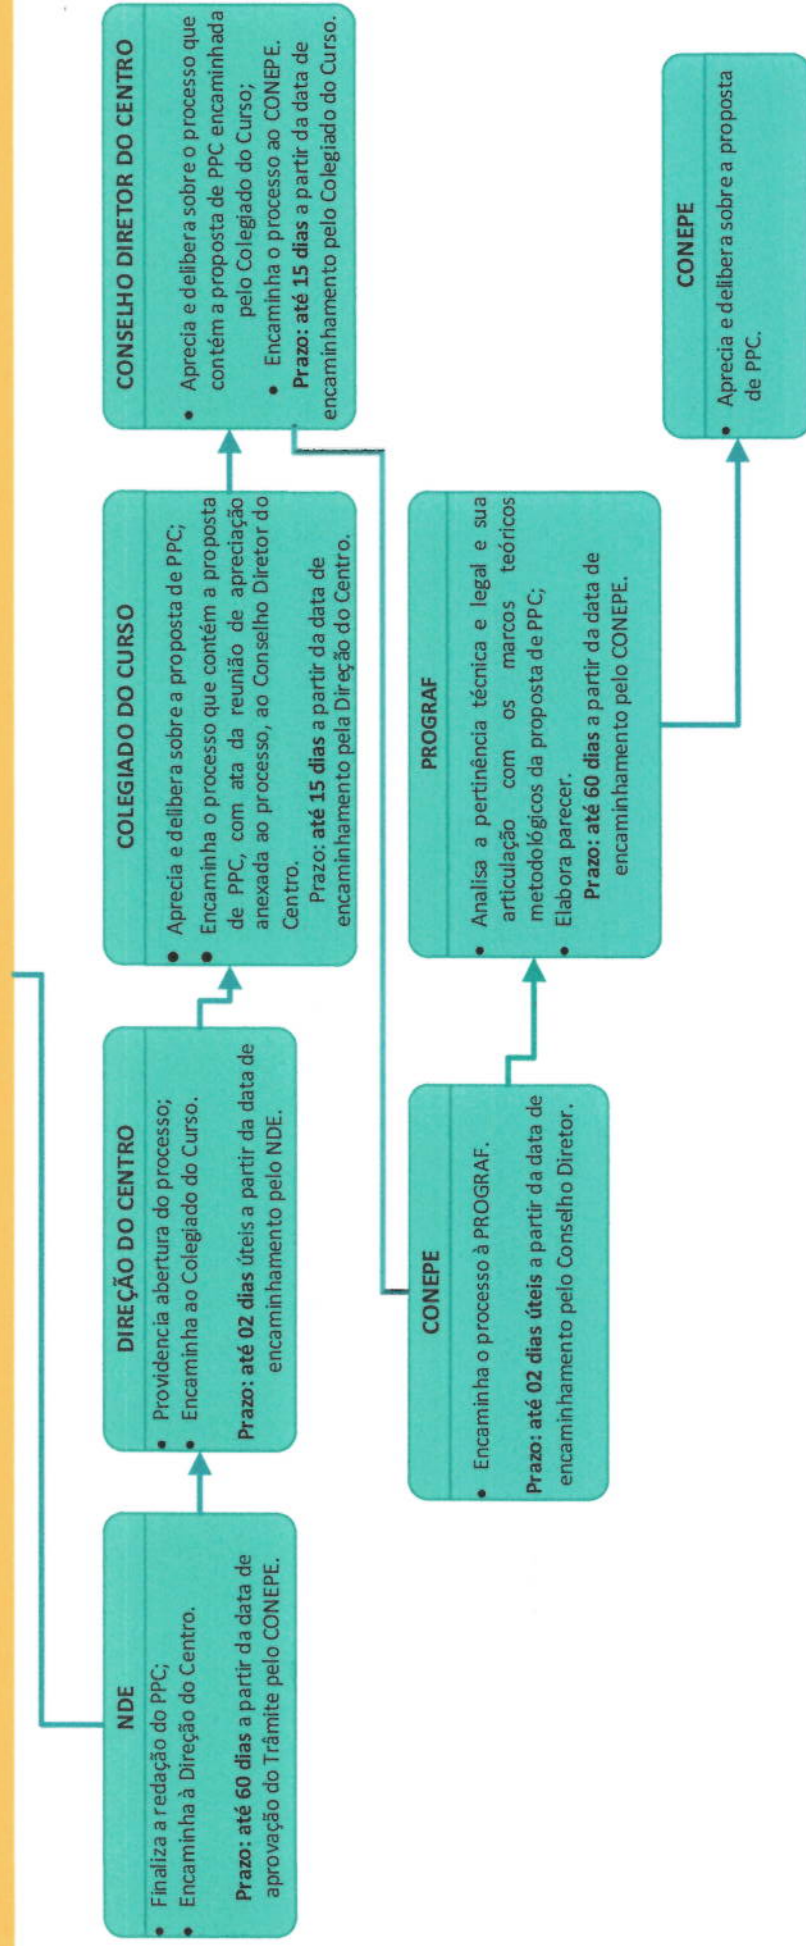 NDE
• Finaliza a redação do PPC;
• Encaminha à Direção do Centro.
Prazo: até 60 dias a partir da data de
aprovação do Trâmite pelo CONEPE.
DIREÇÃO DO CENTRO
• Providencia abertura do processo;
• Encaminha ao Colegiado do Curso.
Prazo: até 02 dias úteis a partir da data de
encaminhamento pelo NDE.
COLEGIADO DO CURSO
• Aprecia e delibera sobre a proposta de PPC;
• Encaminha o processo que contém a proposta
de PPC, com ata da reunião de apreciação
anexada ao processo, ao Conselho Diretor do
Centro.
Prazo: até 15 dias a partir da data de
encaminhamento pela Direção do Centro.
CONSELHO DIRETOR DO CENTRO
• Aprecia e delibera sobre o processo que
contém a proposta de PPC encaminhada
pelo Colegiado do Curso;
• Encaminha o processo ao CONEPE.
Prazo: até 15 dias a partir da data de
encaminhamento pelo Colegiado do Curso.
CONEPE
• Encaminha o processo à PROGRAF.
Prazo: até 02 dias úteis a partir da data de
encaminhamento pelo Conselho Diretor.
PROGRAF
• Analisa a pertinência técnica e legal e sua
articulação com os marcos teóricos
metodológicos da proposta de PPC;
• Elabora parecer.
Prazo: até 60 dias a partir da data de
encaminhamento pelo CONEPE.
CONEPE
• Aprecia e delibera sobre a proposta
de PPC.